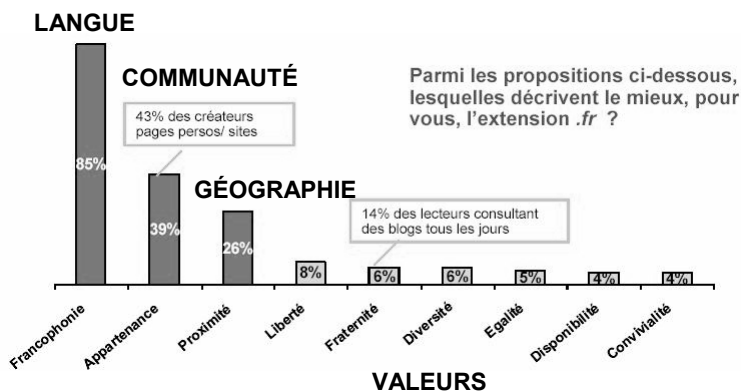 LANGUE
COMMUNAUTÉ
Parmi les propositions ci-dessous,
lesquelles décrivent le mieux, pour
vous, l'extension .fr ?
43% des créateurs
pages persos/ sites
85%
GÉOGRAPHIE
39%
14% des lecteurs consultant
des blogs tous les jours
26%
8%
6%
6%
5%
4%
4%
Francophonie
Appartenance
Proximité
Liberté
Fraternité
Diversité
Egalité
Disponibilité
Convivialité
VALEURS